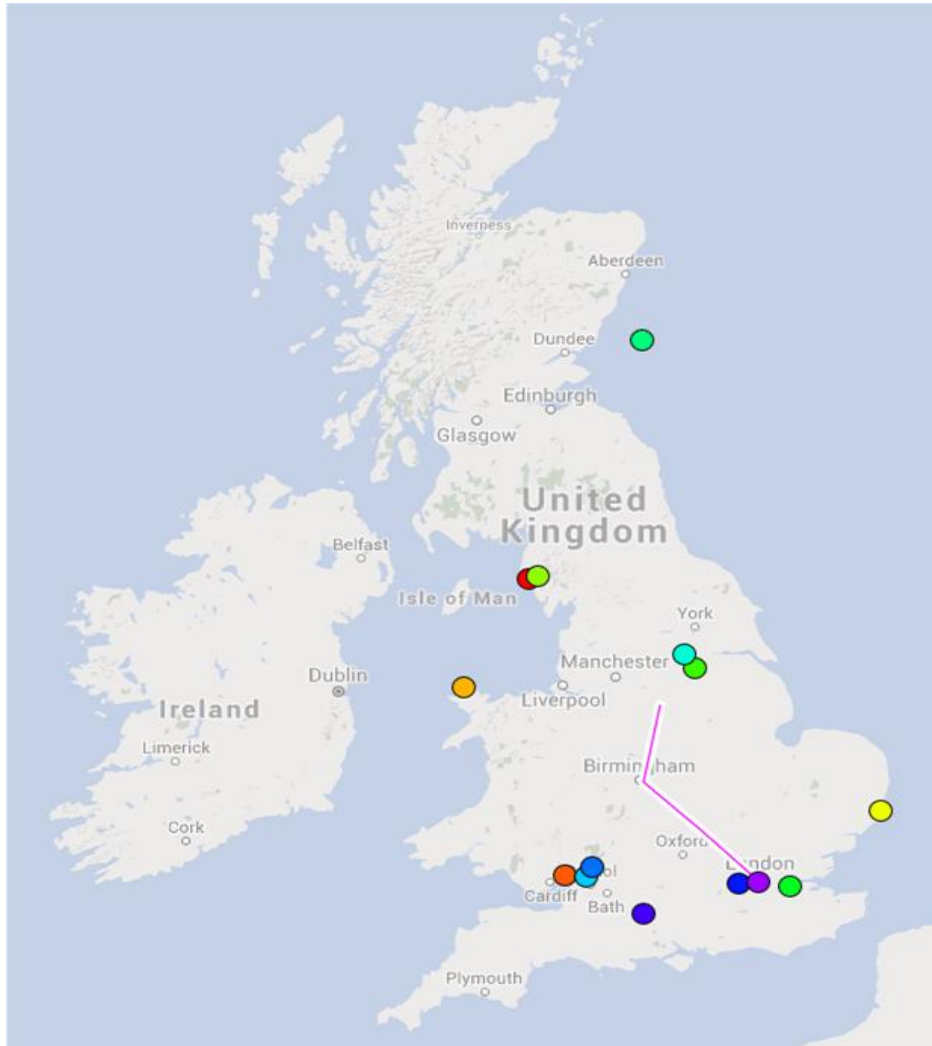 Inverness
Aberdeen
Dundee
Edinburgh
Glasgow
United
Kingdom
Belfast
Isle of Man
York
Manchester
Dublin
Liverpool
Ireland
Limerick
Birmingham
Cork
Oxford
London
ol
Cardiff
Bath
Plymouth